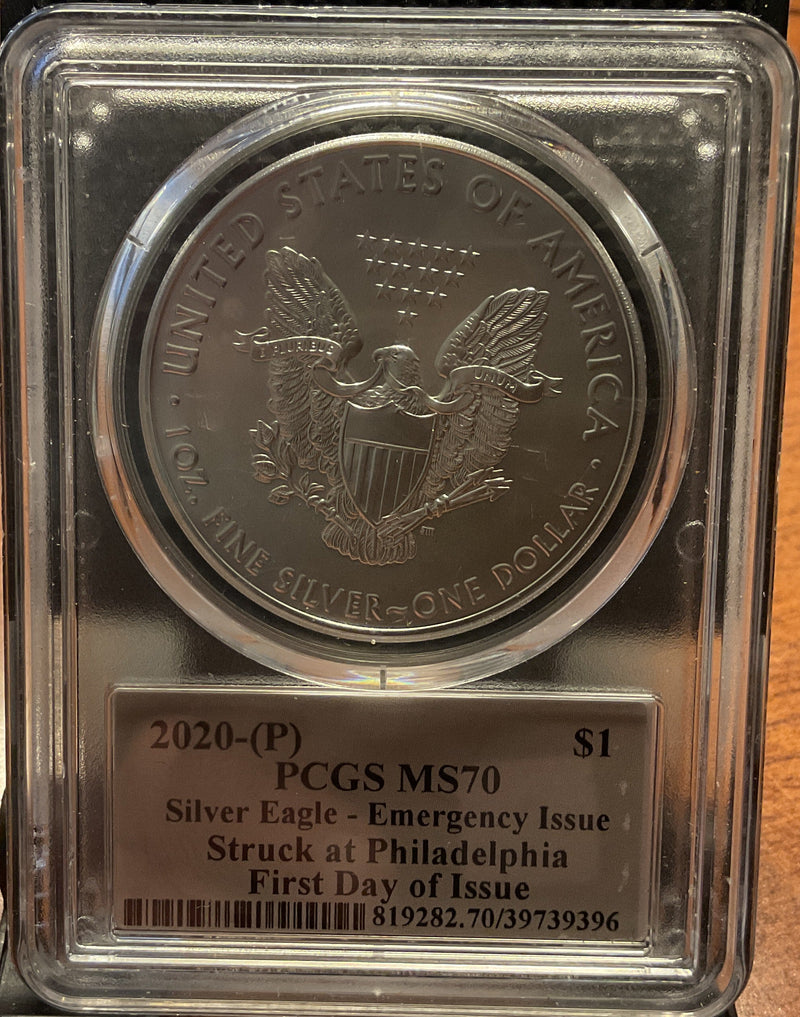 UNITED STATES OF AMERICA
E PLURIBUS
UNUM
· 1 OZ. FINE SILVER~ONE DOLLAR ·
2020-(P) $1
PCGS MS70
Silver Eagle - Emergency Issue
Struck at Philadelphia
First Day of Issue
819282.70/39739396